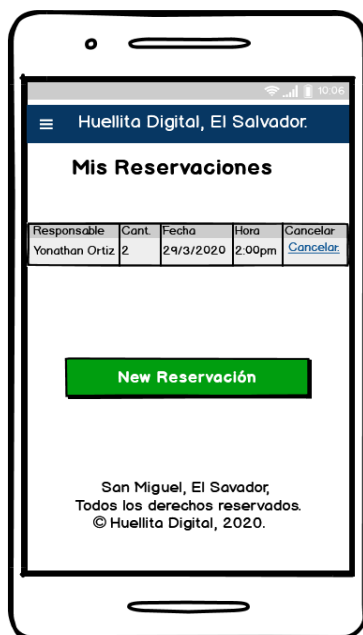 10:06
Huellita Digital, El Salvador.
Mis Reservaciones
Responsable Cant. Fecha Hora Cancelar
Yonathan Ortiz 2 29/3/2020 2:00pm Cancelar.
New Reservación
San Miguel, El Savador,
Todos los derechos reservados.
© Huellita Digital, 2020.